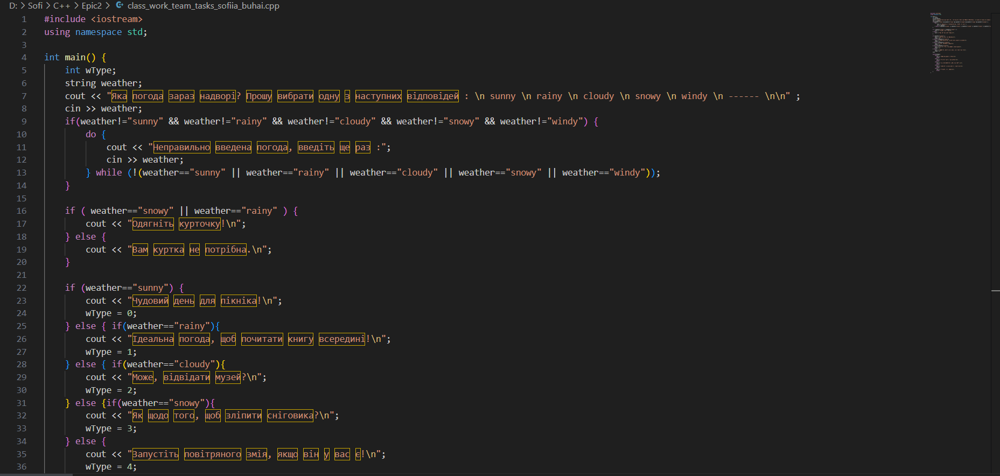 D: > Sofi > C++ > Epic2 > class_work_team_tasks_sofiia_buhai.cpp
1 #include <iostream>
2 using namespace std;
3
4 int main() {
5     int wType;
6     string weather;
7     cout << "Яка погода зараз надворі? Прошу вибрати одну з наступних відповідей : \n sunny \n rainy \n cloudy \n snowy \n windy \n ------ \n\n" ;
8     cin >> weather;
9     if(weather!="sunny" && weather!="rainy" && weather!="cloudy" && weather!="snowy" && weather!="windy") {
10         do {
11             cout << "Неправильно введена погода, введіть ще раз :";
12             cin >> weather;
13         } while (!(weather=="sunny" || weather=="rainy" || weather=="cloudy" || weather=="snowy" || weather=="windy"));
14     }
15
16     if ( weather=="snowy" || weather=="rainy" ) {
17         cout << "Одягніть курточку!\n";
18     } else {
19         cout << "Вам куртка не потрібна.\n";
20     }
21
22     if (weather=="sunny") {
23         cout << "Чудовий день для пікніка!\n";
24         wType = 0;
25     } else { if(weather=="rainy"){
26         cout << "Ідеальна погода, щоб почитати книгу всередині!\n";
27         wType = 1;
28     } else { if(weather=="cloudy"){
29         cout << "Може, відвідати музей?\n";
30         wType = 2;
31     } else {if(weather=="snowy"){
32         cout << "Як щодо того, щоб зліпити сніговика?\n";
33         wType = 3;
34     } else {
35         cout << "Запустіть повітряного змія, якщо він у вас є!\n";
36         wType = 4;